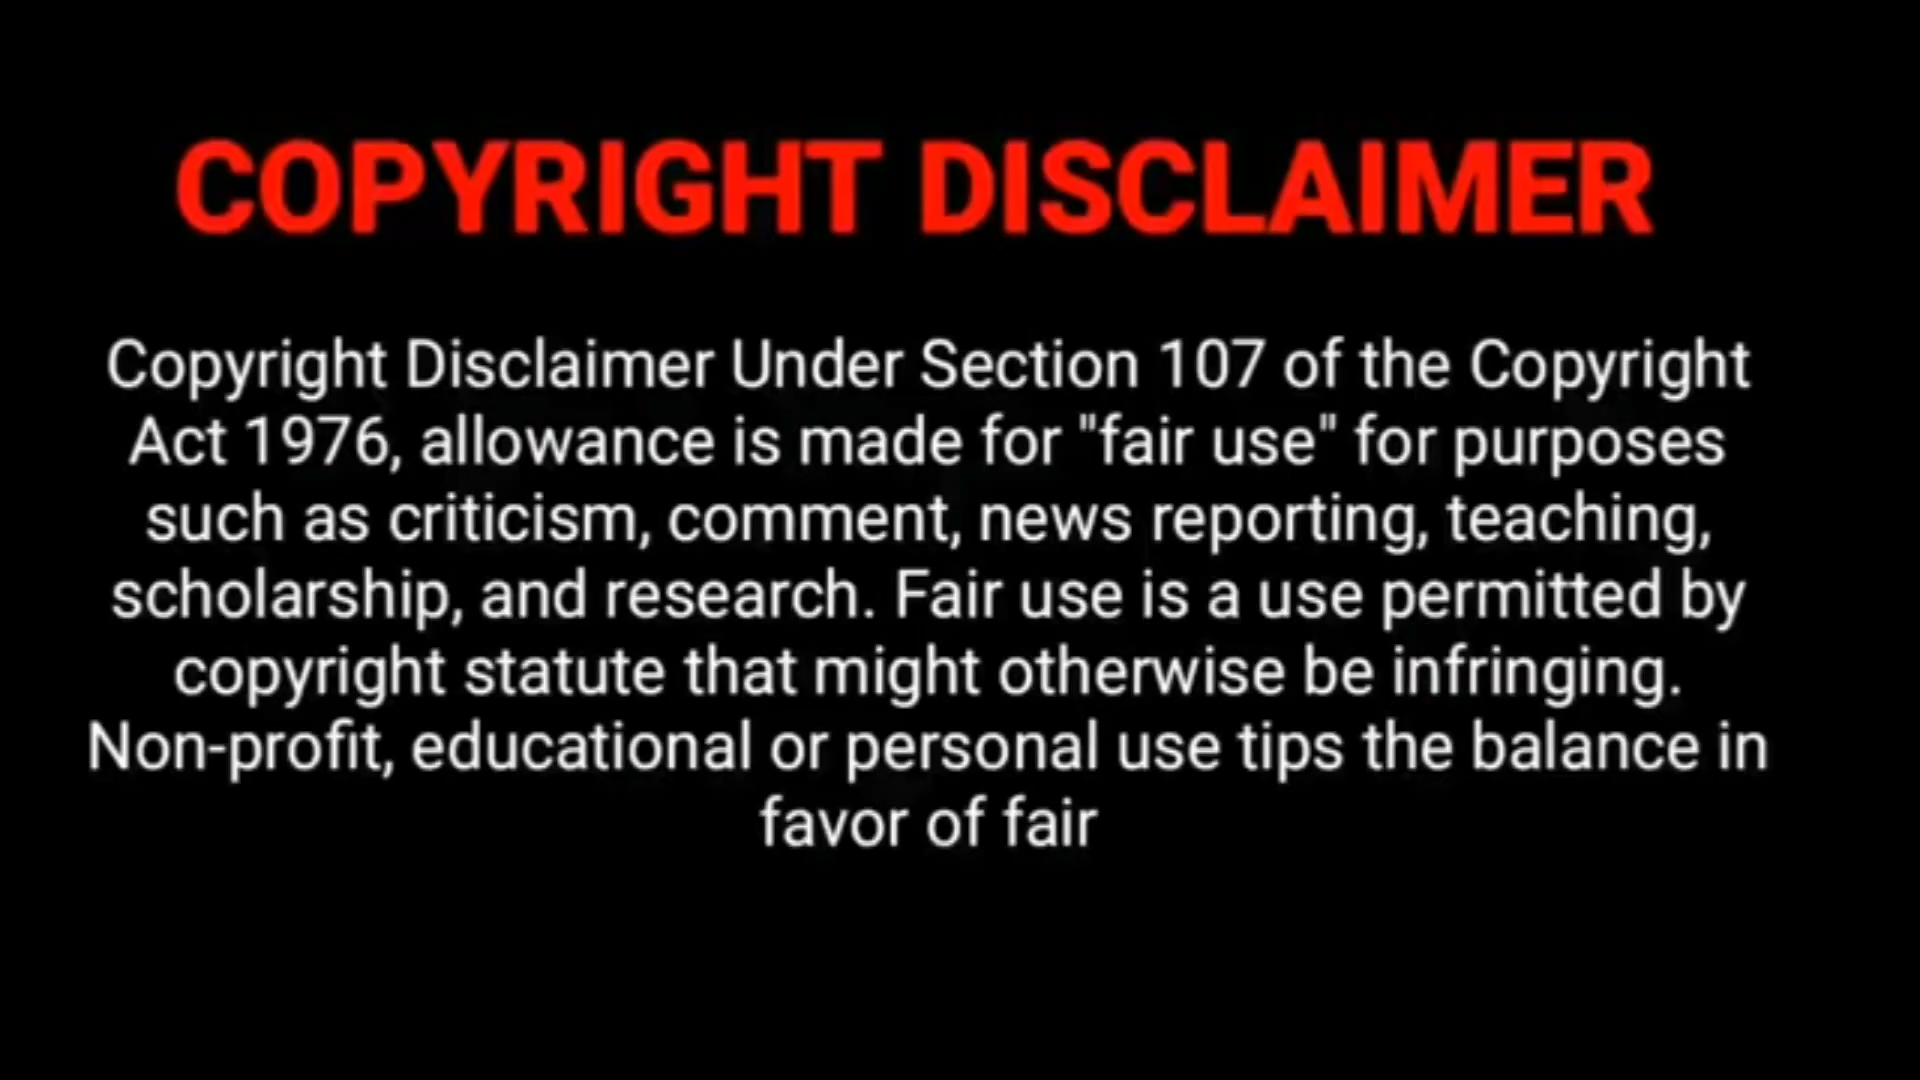 COPYRIGHT DISCLAIMER
Copyright Disclaimer Under Section 107 of the Copyright
Act 1976, allowance is made for "fair use" for purposes
such as criticism, comment, news reporting, teaching,
scholarship, and research. Fair use is a use permitted by
copyright statute that might otherwise be infringing.
Non-profit, educational or personal use tips the balance in
favor of fair